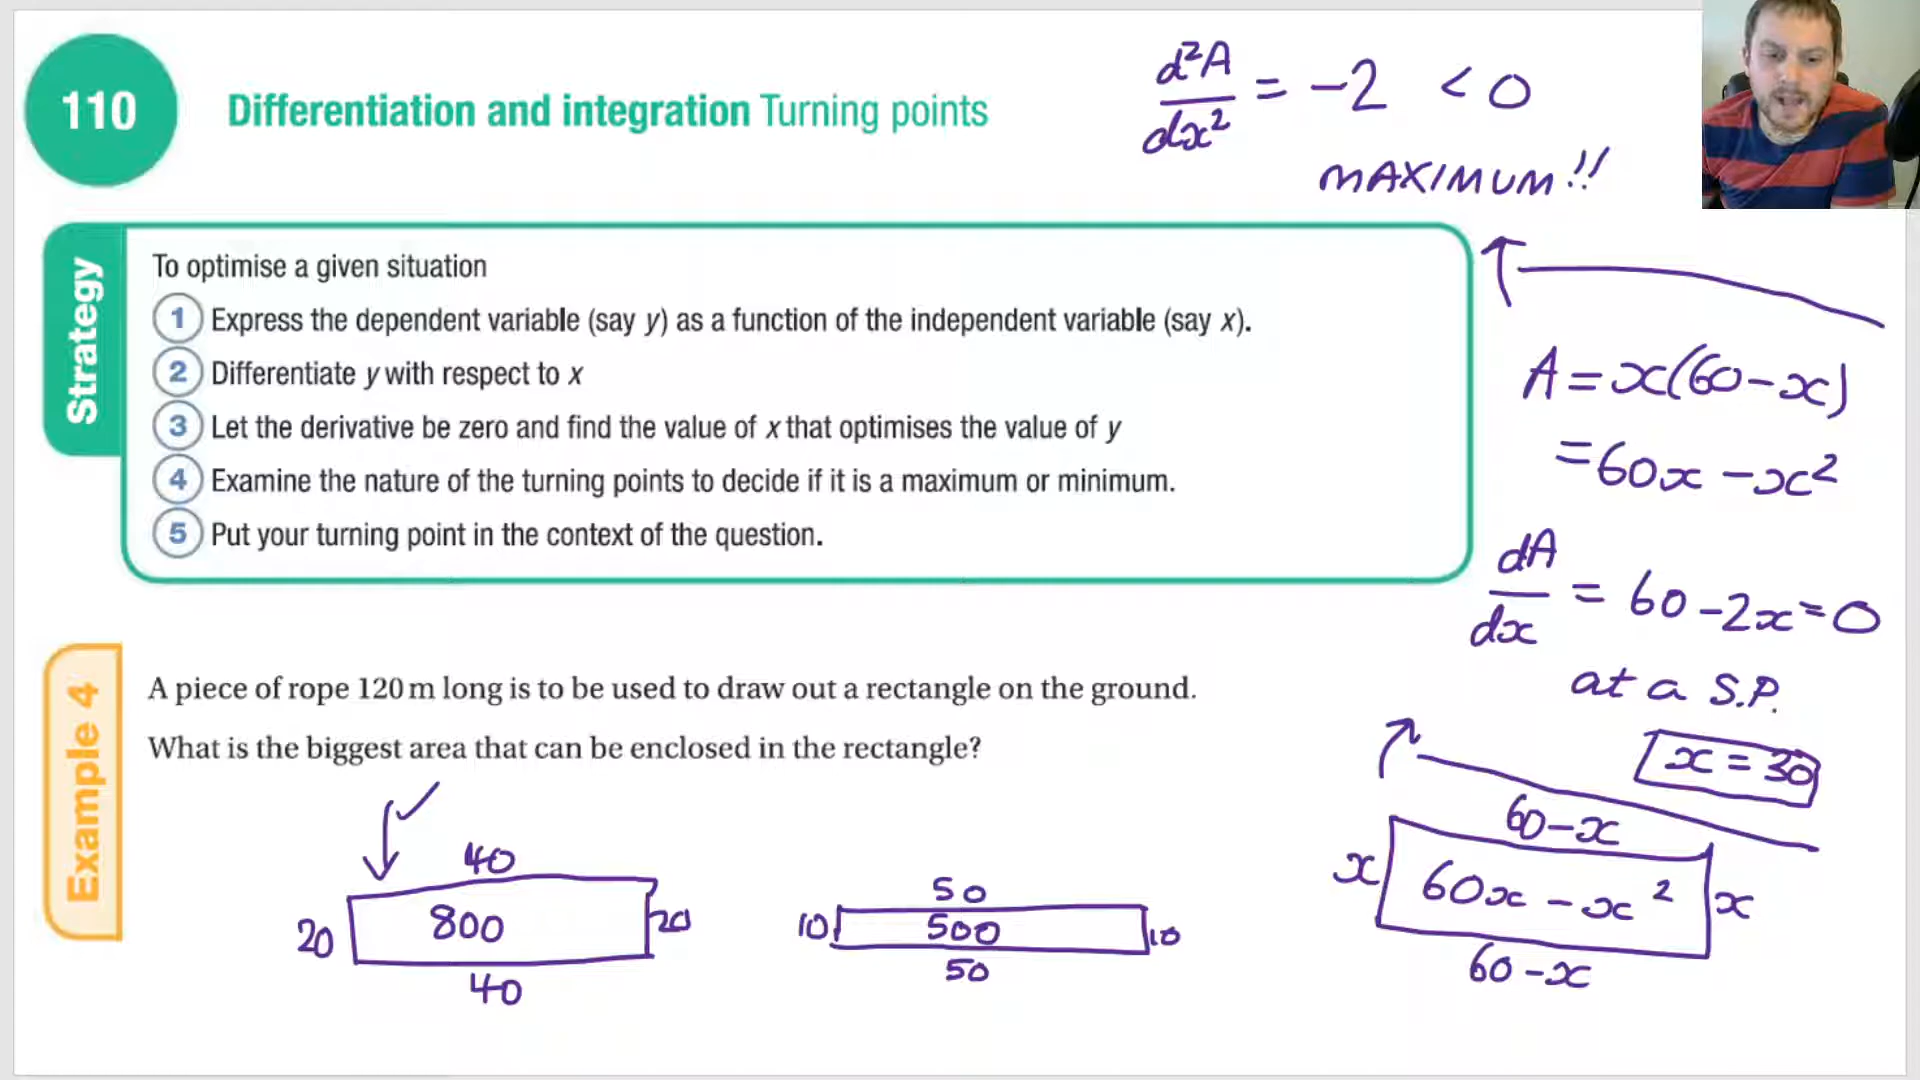 110
Differentiation and integration Turning points
d²A/dx² = -2 < 0
MAXIMUM!!
Strategy
To optimise a given situation
1 Express the dependent variable (say y) as a function of the independent variable (say x).
2 Differentiate y with respect to x
3 Let the derivative be zero and find the value of x that optimises the value of y
4 Examine the nature of the turning points to decide if it is a maximum or minimum.
5 Put your turning point in the context of the question.
A = x(60-x)
= 60x - x²
dA/dx = 60 - 2x = 0
at a S.P.
x = 30
Example 4
A piece of rope 120 m long is to be used to draw out a rectangle on the ground.
What is the biggest area that can be enclosed in the rectangle?
40
20 800 20
40
50
10 500 10
50
60-x
x 60x - x² x
60-x